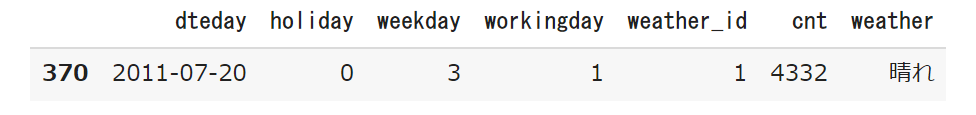 dteday holiday weekday workingday weather_id cnt weather
370 2011-07-20 0 3 1 1 4332 晴れ